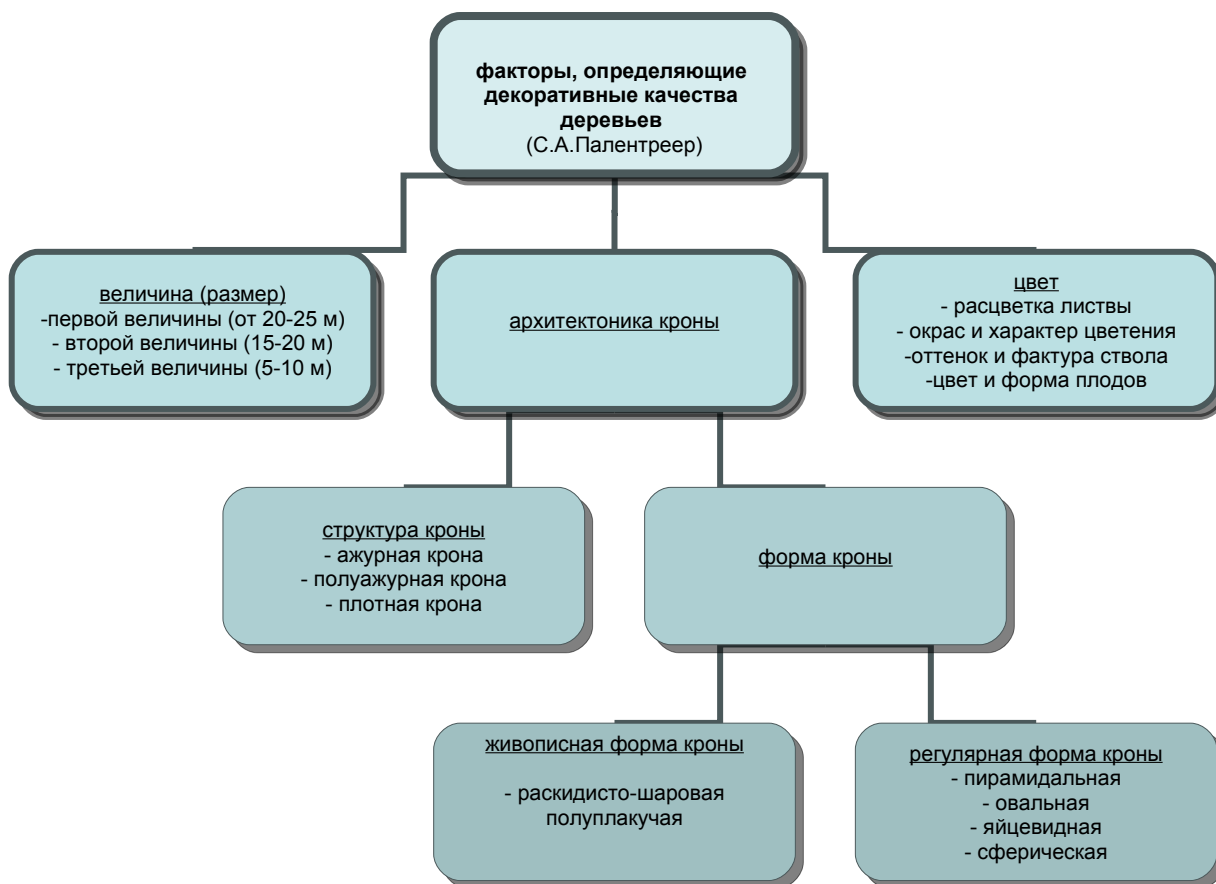 факторы, определяющие
декоративные качества
деревьев
(С.А.Палентреер)
величина (размер)
-первой величины (от 20-25 м)
- второй величины (15-20 м)
- третьей величины (5-10 м)
архитектоника кроны
цвет
- расцветка листвы
- окрас и характер цветения
-оттенок и фактура ствола
-цвет и форма плодов
структура кроны
- ажурная крона
- полуажурная крона
- плотная крона
форма кроны
живописная форма кроны
- раскидисто-шаровая
полуплакучая
регулярная форма кроны
- пирамидальная
- овальная
- яйцевидная
- сферическая